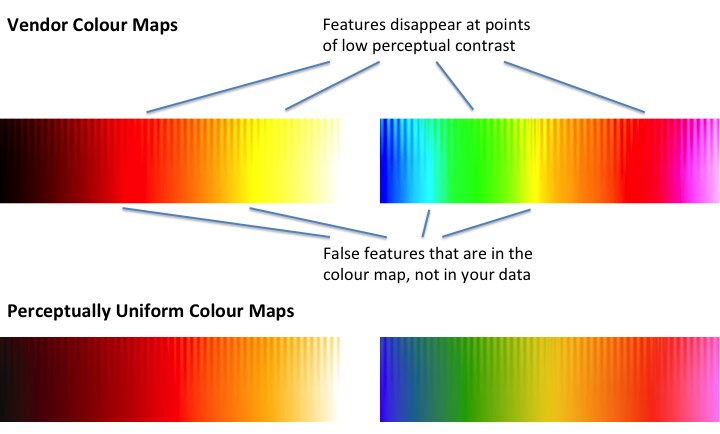 Vendor Colour Maps
Features disappear at points
of low perceptual contrast
False features that are in the
colour map, not in your data
Perceptually Uniform Colour Maps